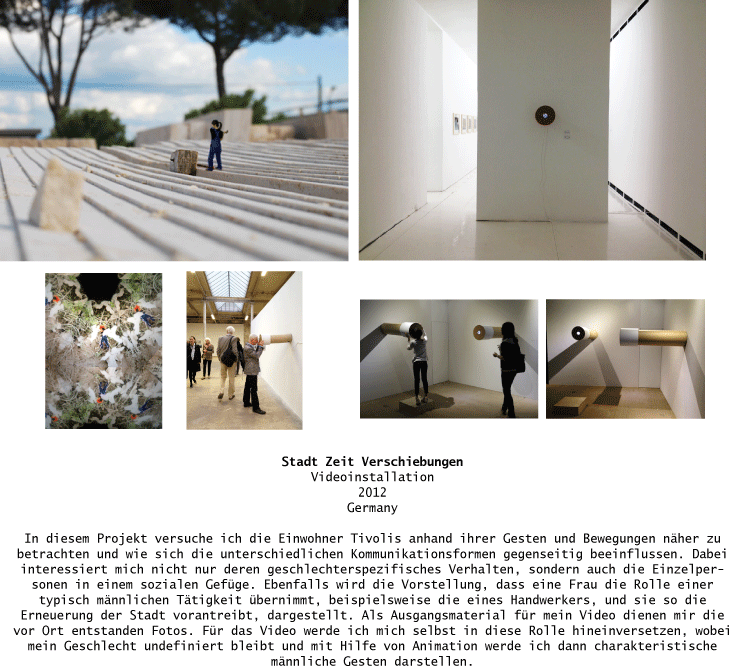 Stadt Zeit Verschiebungen
Videoinstallation
2012
Germany
In diesem Projekt versuche ich die Einwohner Tivolis anhand ihrer Gesten und Bewegungen näher zu
betrachten und wie sich die unterschiedlichen Kommunikationsformen gegenseitig beeinflussen. Dabei
interessiert mich nicht nur deren geschlechterspezifisches Verhalten, sondern auch die Einzelper-
sonen in einem sozialen Gefüge. Ebenfalls wird die Vorstellung, dass eine Frau die Rolle einer
typisch männlichen Tätigkeit übernimmt, beispielsweise die eines Handwerkers, und sie so die
Erneuerung der Stadt vorantreibt, dargestellt. Als Ausgangsmaterial für mein Video dienen mir die
vor Ort entstanden Fotos. Für das Video werde ich mich selbst in diese Rolle hineinversetzen, wobei
mein Geschlecht undefiniert bleibt und mit Hilfe von Animation werde ich dann charakteristische
männliche Gesten darstellen.